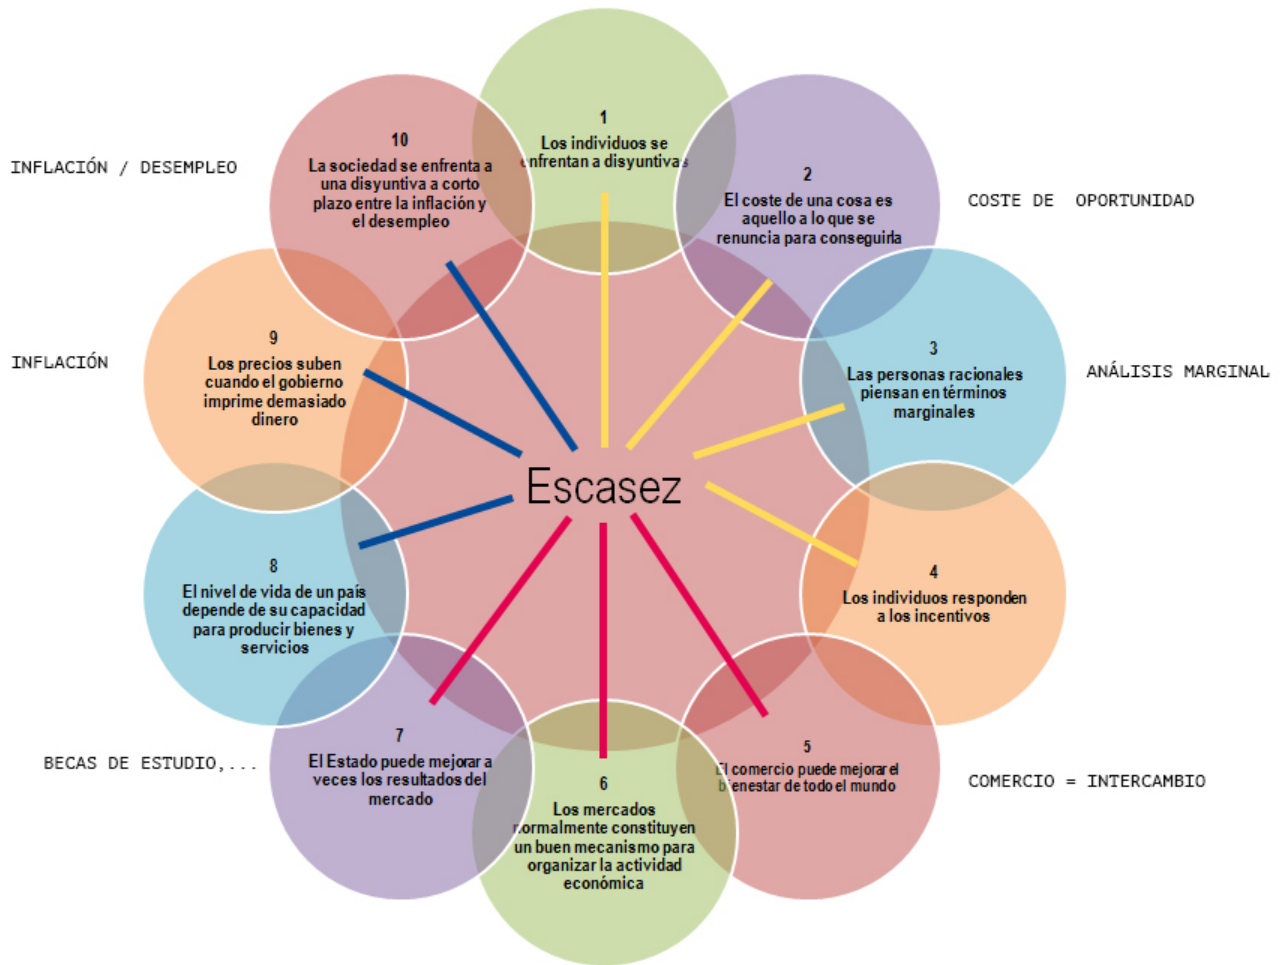 1
Los individuos se
enfrentan a disyuntivas
2
El coste de una cosa es
aquello a lo que se
renuncia para conseguirla
COSTE DE OPORTUNIDAD
3
Las personas racionales
piensan en términos
marginales
ANÁLISIS MARGINAL
4
Los individuos responden
a los incentivos
5
El comercio puede mejorar el
bienestar de todo el mundo
COMERCIO = INTERCAMBIO
6
Los mercados
normalmente constituyen
un buen mecanismo para
organizar la actividad
económica
7
El Estado puede mejorar a
veces los resultados del
mercado
BECAS DE ESTUDIO,...
8
El nivel de vida de un país
depende de su capacidad
para producir bienes y
servicios
9
Los precios suben
cuando el gobierno
imprime demasiado
dinero
INFLACIÓN
10
La sociedad se enfrenta a
una disyuntiva a corto
plazo entre la inflación y
el desempleo
INFLACIÓN / DESEMPLEO
Escasez